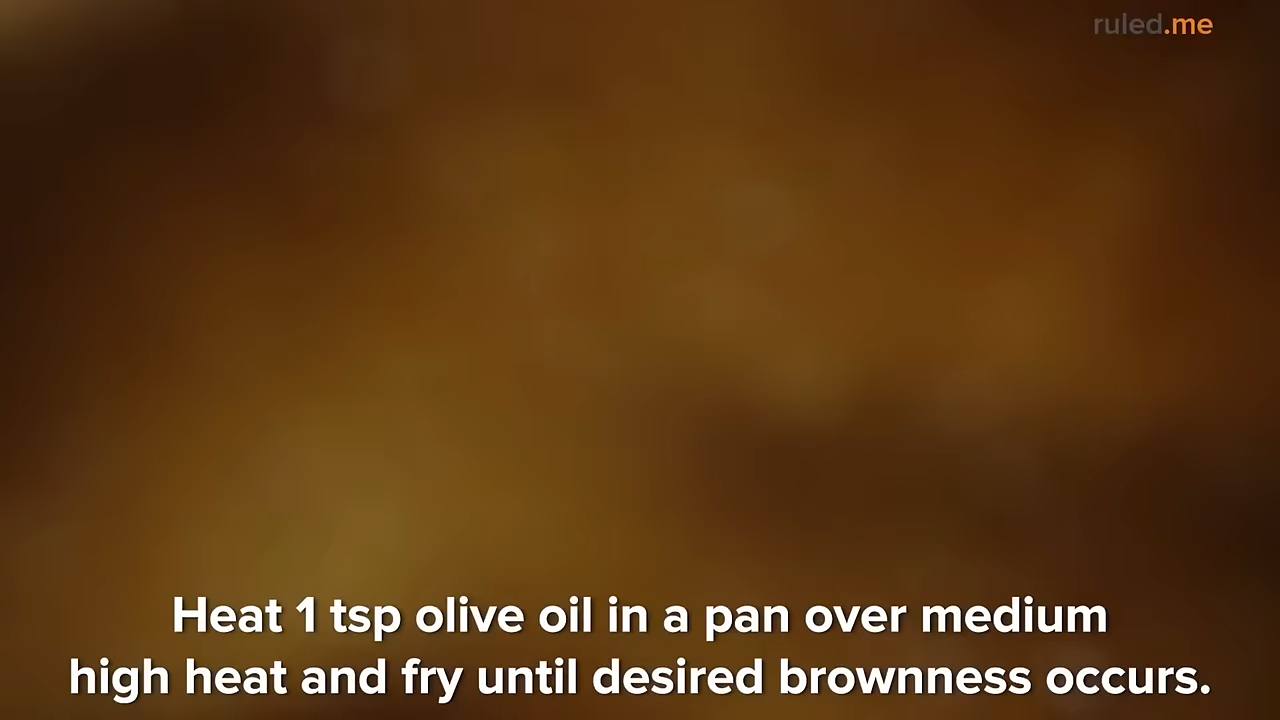 ruled.me
Heat 1 tsp olive oil in a pan over medium
high heat and fry until desired brownness occurs.